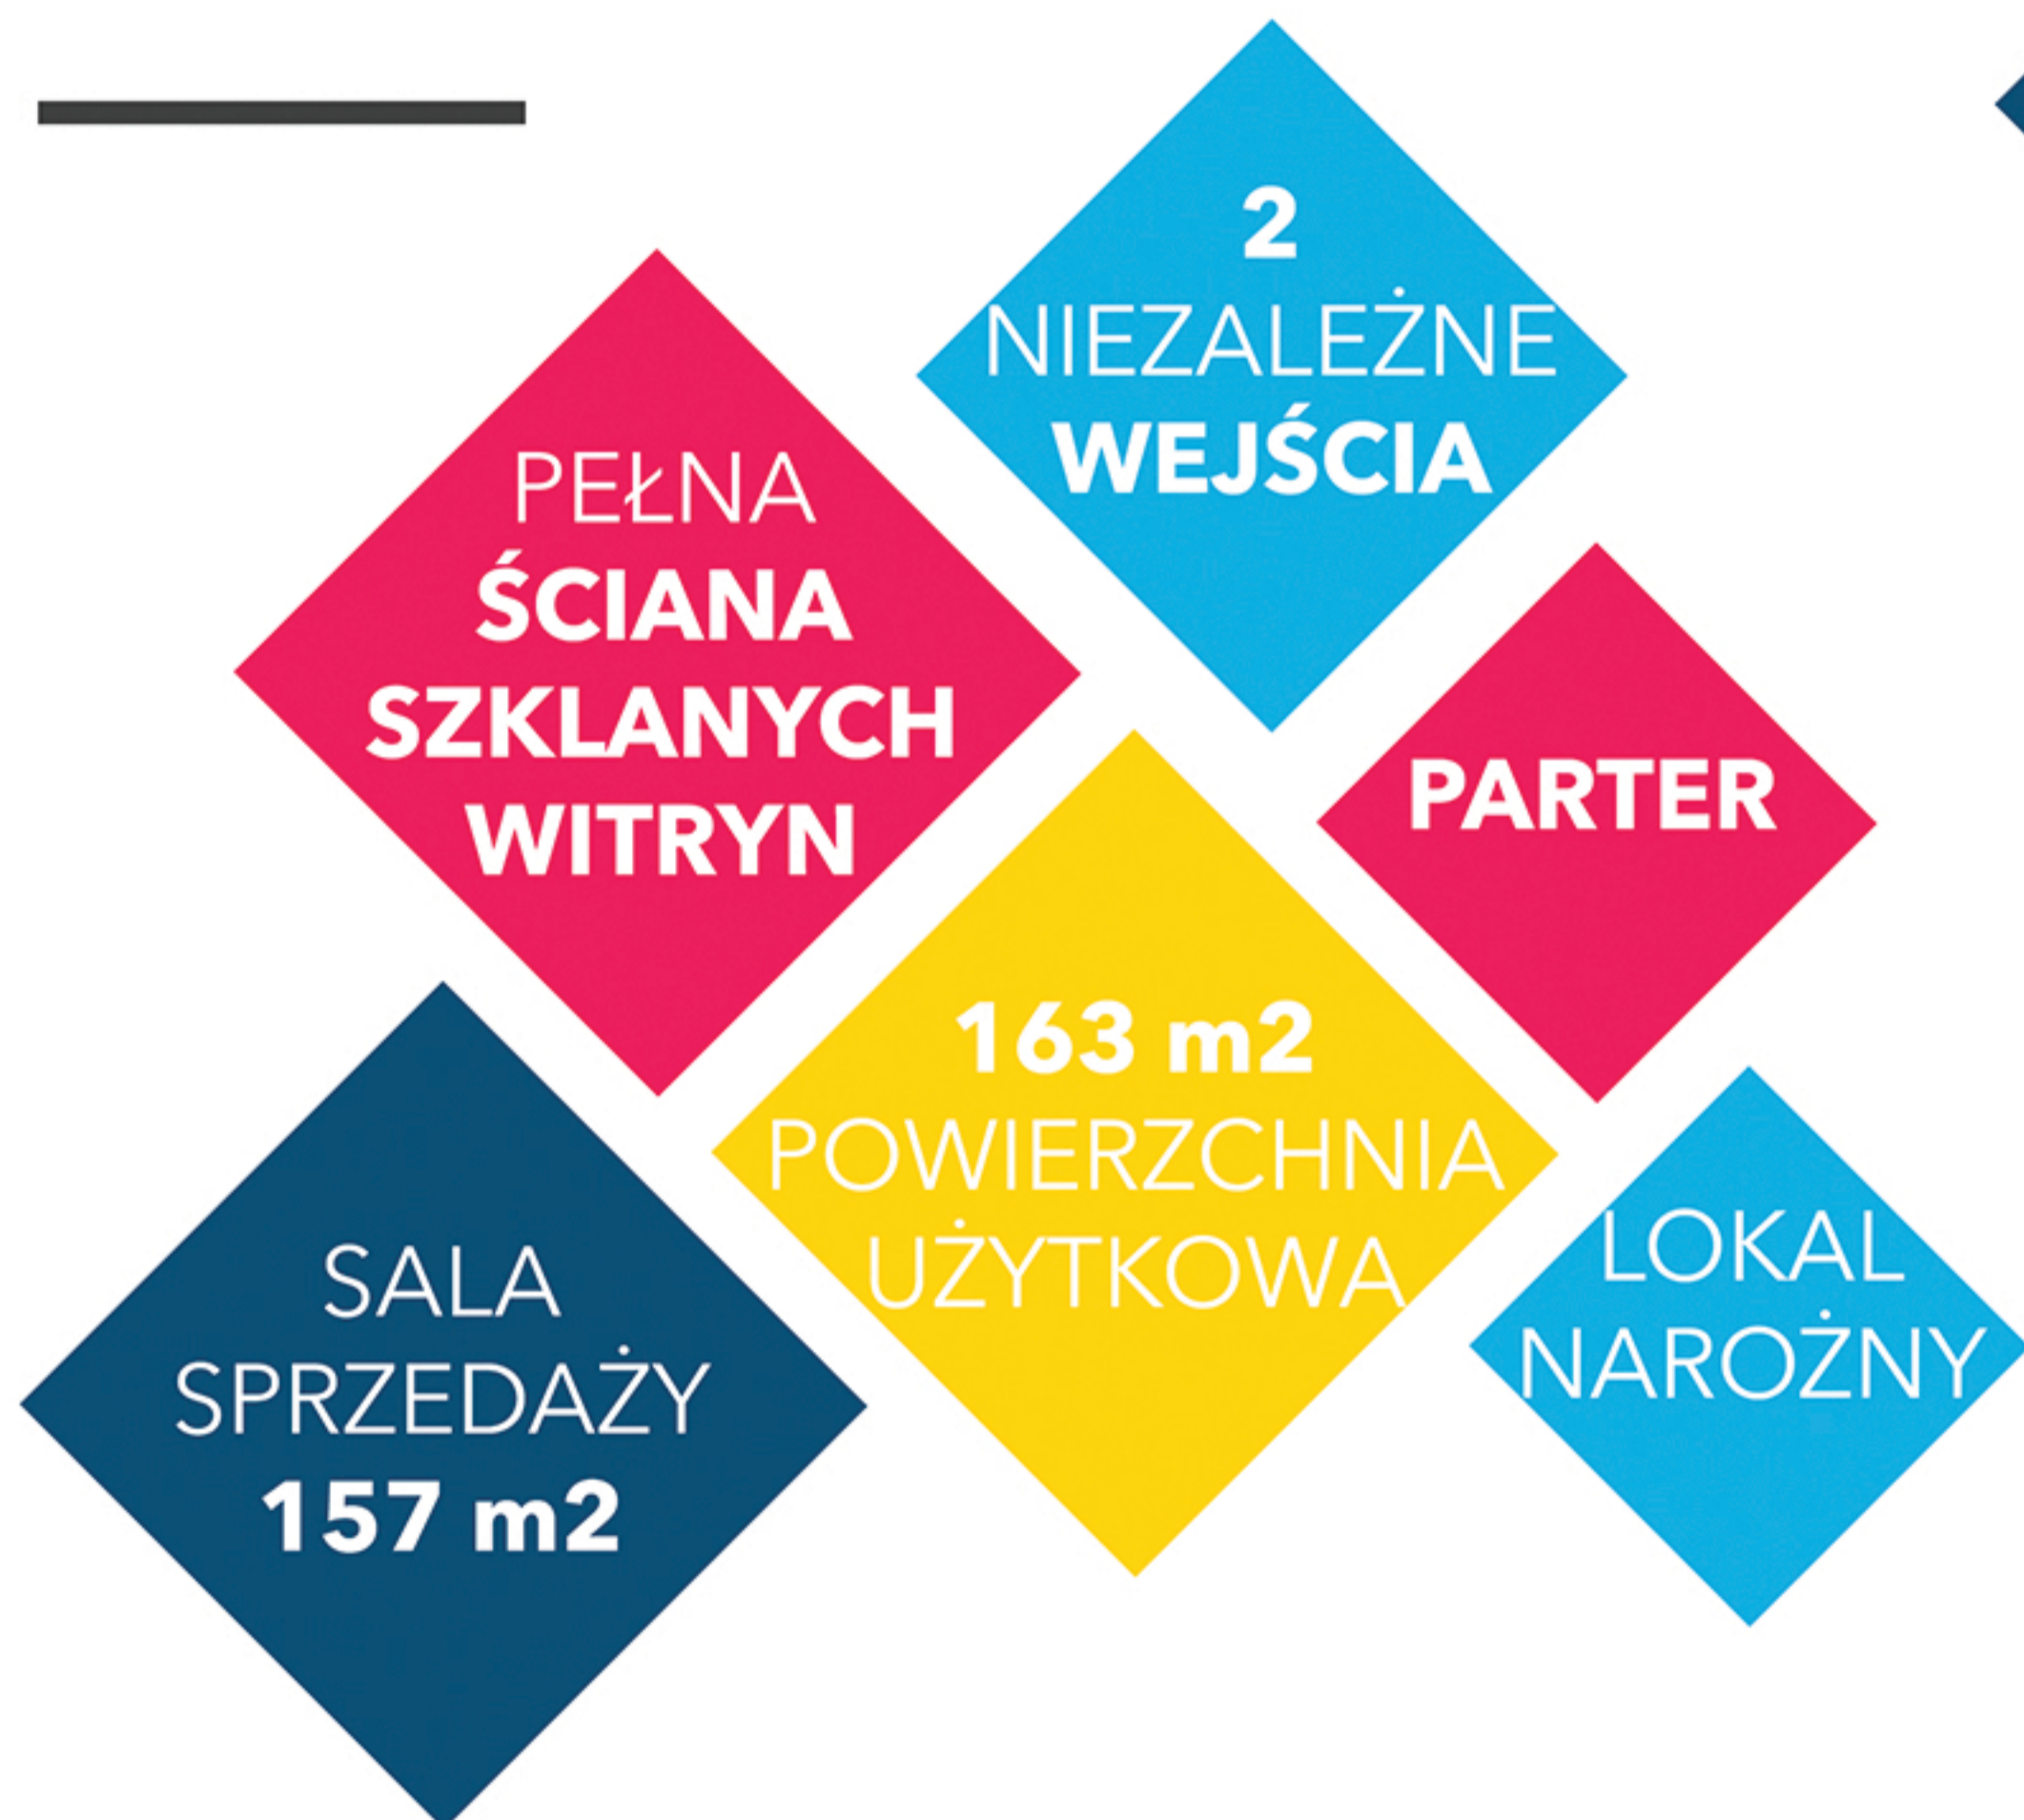 2
NIEZALEŻNE
WEJŚCIA
PEŁNA
ŚCIANA
SZKLANYCH
WITRYN
PARTER
163 m2
POWIERZCHNIA
UŻYTKOWA
LOKAL
NAROŻNY
SALA
SPRZEDAŻY
157 m2